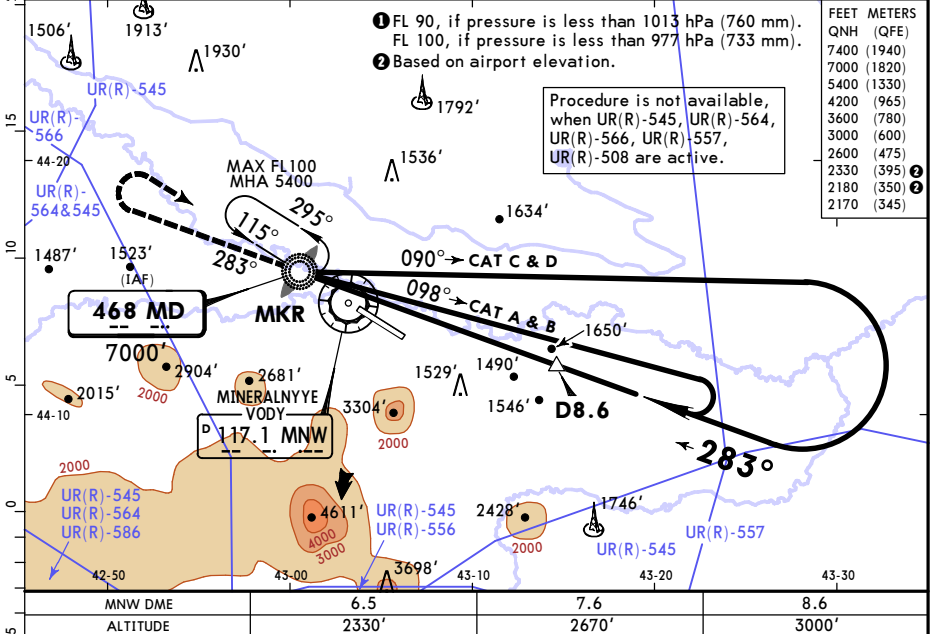 ❶ FL 90, if pressure is less than 1013 hPa (760 mm).
FL 100, if pressure is less than 977 hPa (733 mm).
❷ Based on airport elevation.
FEET METERS
QNH (QFE)
7400 (1940)
7000 (1820)
5400 (1330)
4200 (965)
3600 (780)
3000 (600)
2600 (475)
2330 (395) ❷
2180 (350) ❷
2170 (345)
Procedure is not available,
when UR(R)-545, UR(R)-564,
UR(R)-566, UR(R)-557,
UR(R)-508 are active.
1506'
1913'
1930'
1792'
UR(R)-545
UR(R)-
566
15
44-20
UR(R)-
564&545
MAX FL100
MHA 5400
1536'
295°
115°
283°
1634'
10
1487'
1523'
(IAF)
468 MD
7000'
MKR
090° CAT C & D
098° CAT A & B
1650'
1490'
1529'
1546'
D8.6
283°
5
2904'
2000
2015'
44-10
2681'
MINERALNYYE
VODY
D 117.1 MNW
3304'
2000
2000
UR(R)-545
UR(R)-564
UR(R)-586
0
4611'
4000
3000
UR(R)-545
UR(R)-556
2428'
2000
1746'
UR(R)-545
UR(R)-557
3698'
42-50
43-00
43-10
43-20
43-30
5
MNW DME 6.5 7.6 8.6
ALTITUDE 2330' 2670' 3000'